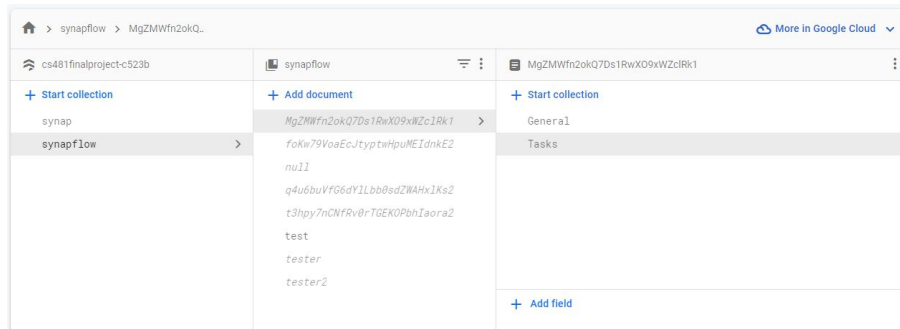 synapflow > MgZMWfn2okQ..
More in Google Cloud
cs481finalproject-c523b
+ Start collection
synap
synapflow
synapflow
+ Add document
MgZMWfn2okQ7Ds1RwXO9xWZclRk1
foKw79VoaEcJtyptwHpuMEIdnkE2
null
q4u6buVfG6dYlLbb0sdZWAHxlKs2
t3hpy7nCNfRv0rTGEKOPbhIaora2
test
tester
tester2
MgZMWfn2okQ7Ds1RwXO9xWZclRk1
+ Start collection
General
Tasks
+ Add field